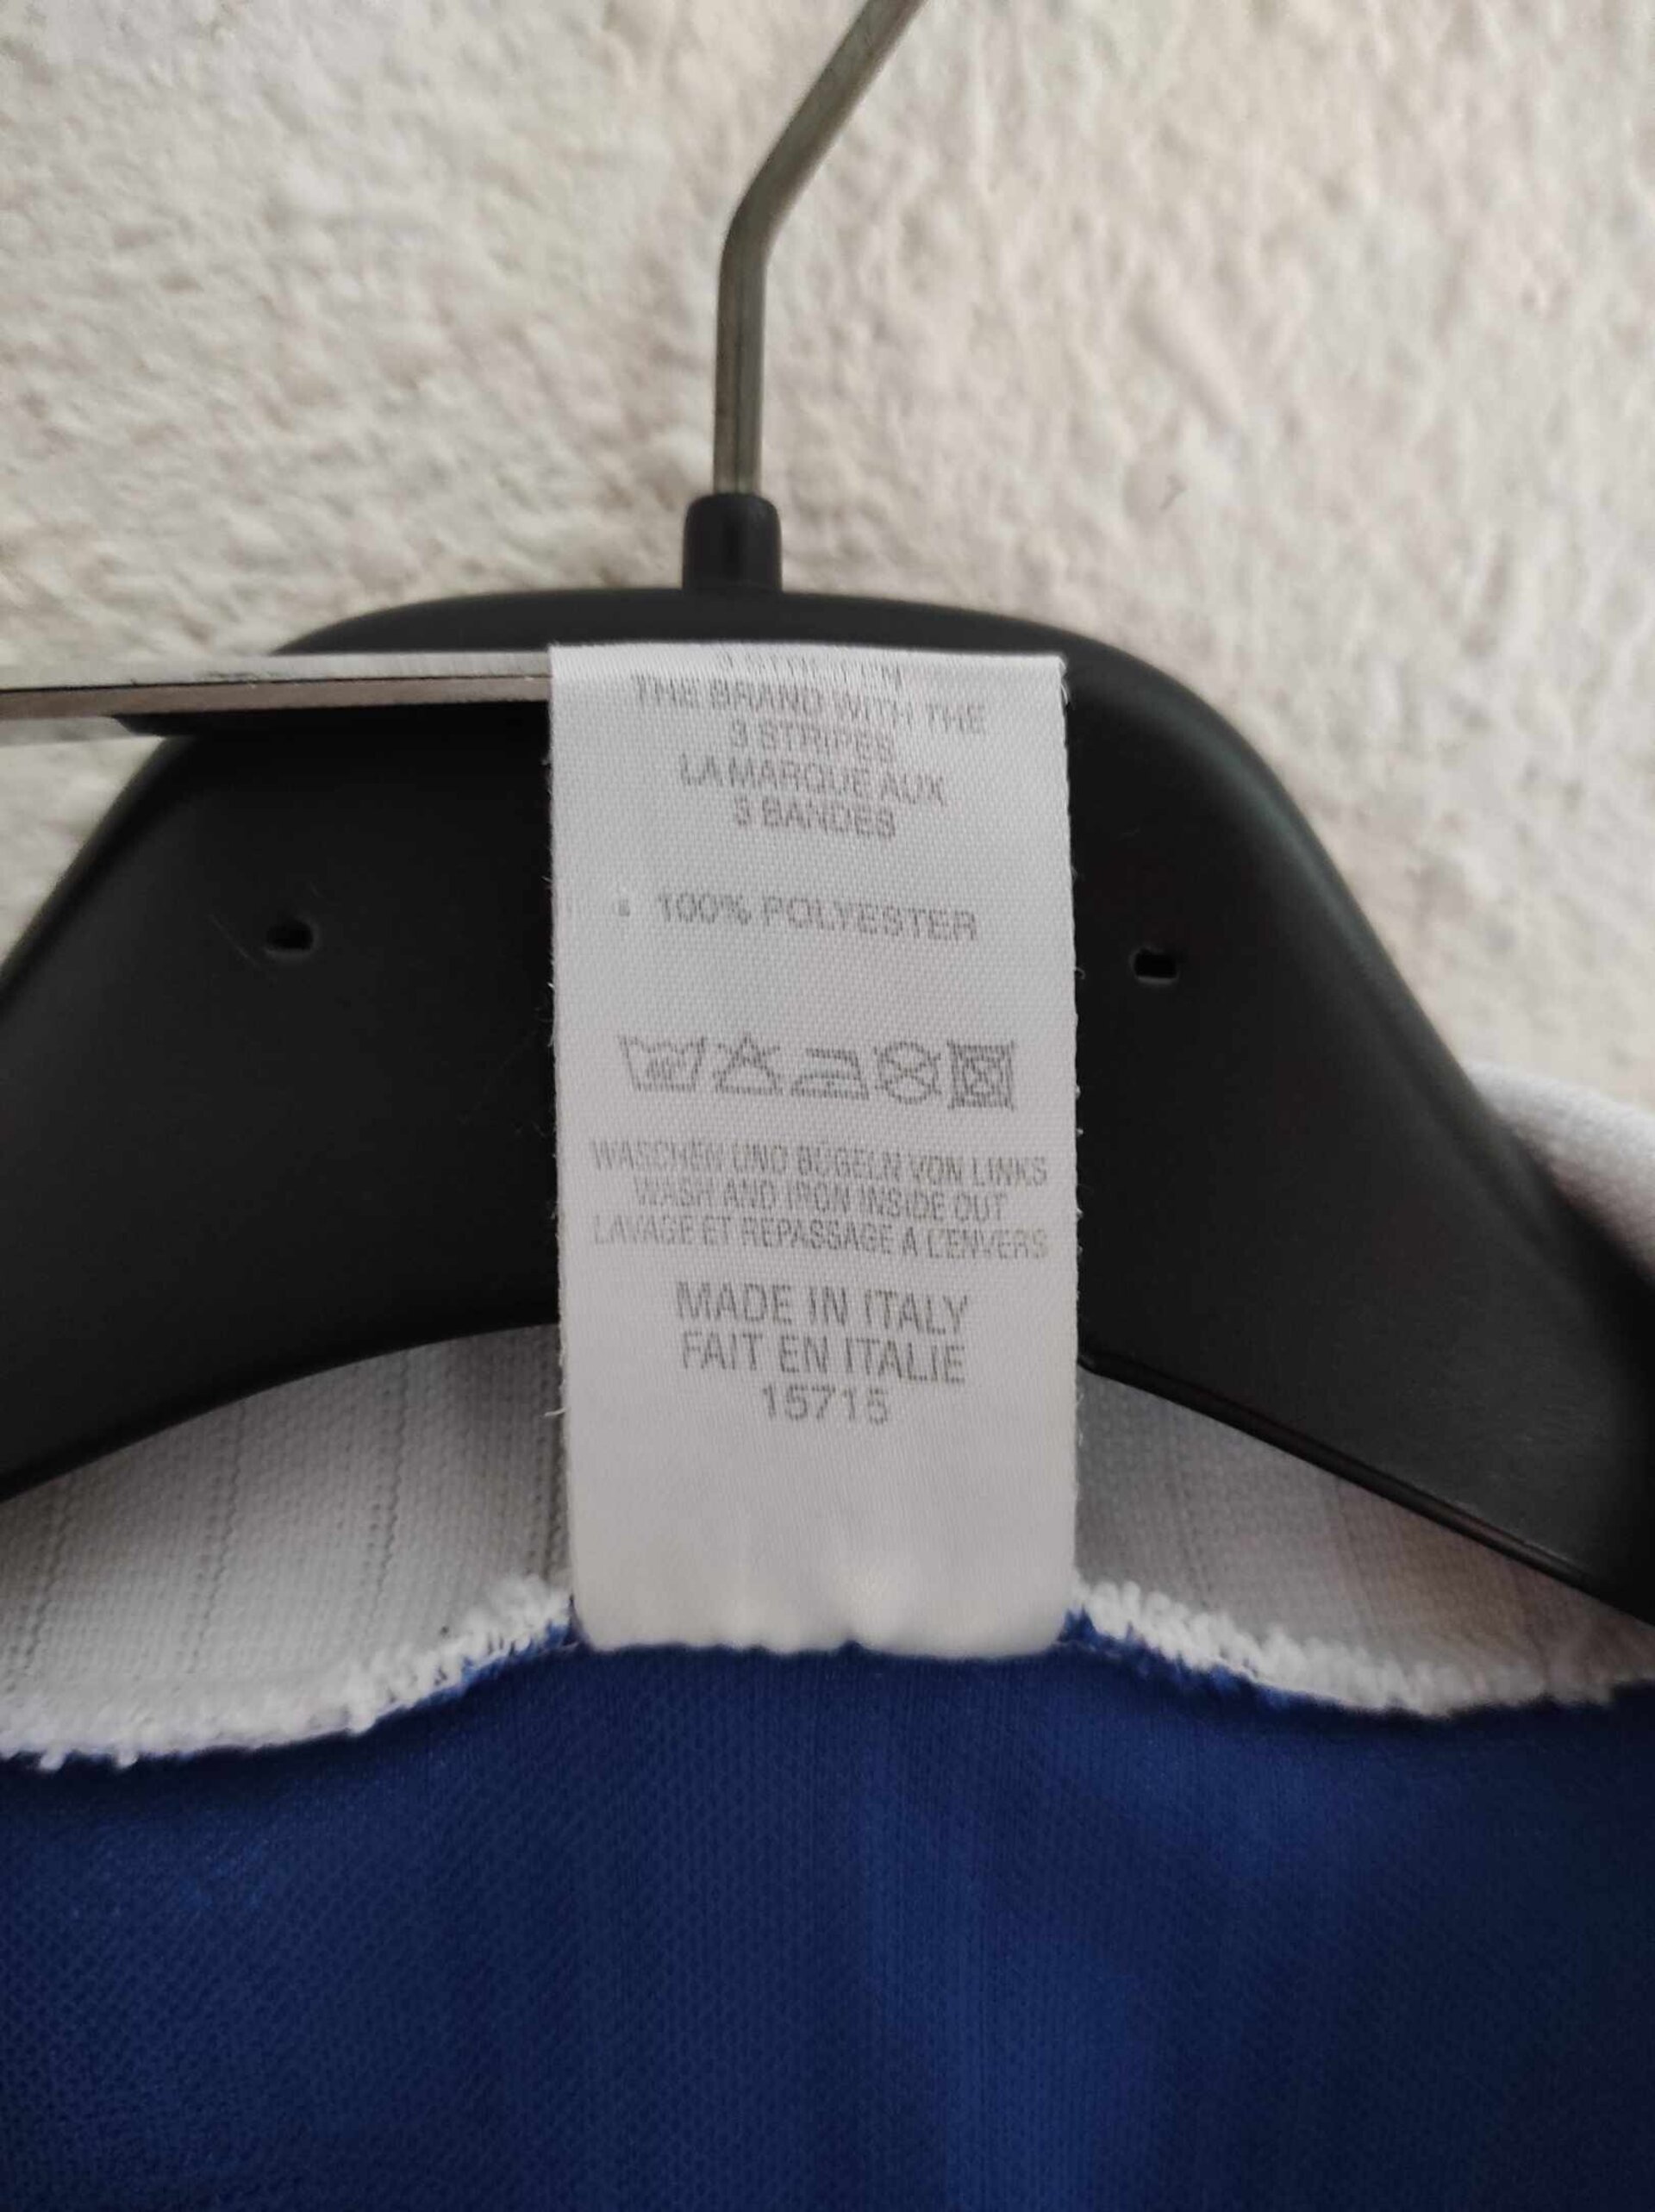 THE BRAND WITH THE
3 STRIPES
LA MARQUE AUX
3 BANDES
100% POLYESTER
WASCHEN UND BÜGELN VON LINKS
WASH AND IRON INSIDE OUT
LAVAGE ET REPASSAGE A L'ENVERS
MADE IN ITALY
FAIT EN ITALIE
15715